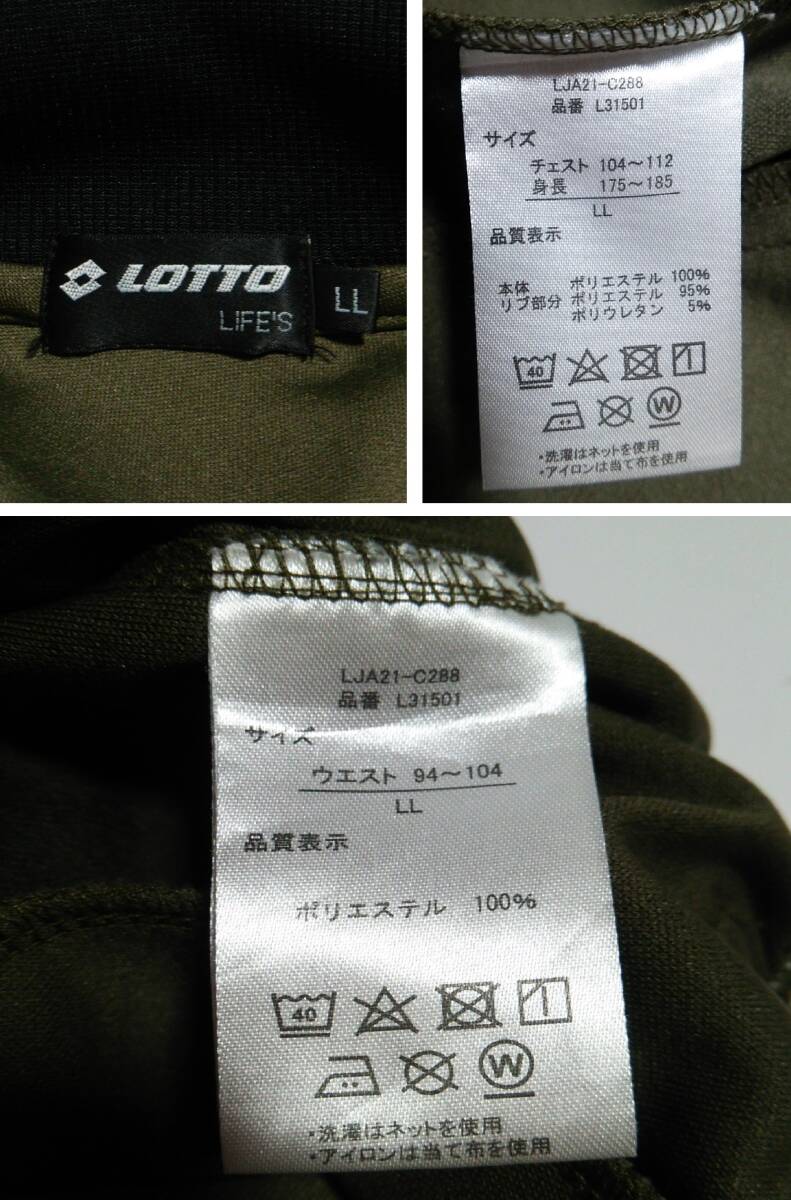 LOTTO
LIFE'S
LL
LJA21-C288
品番 L31501
サイズ
チェスト 104～112
身長 175～185
LL
品質表示
本体 ポリエステル 100%
リブ部分 ポリエステル 95%
ポリウレタン 5%
40
W
・洗濯はネットを使用
・アイロンは当て布を使用
LJA21-C288
品番 L31501
サイズ
ウエスト 94～104
LL
品質表示
ポリエステル 100%
40
W
・洗濯はネットを使用
・アイロンは当て布を使用